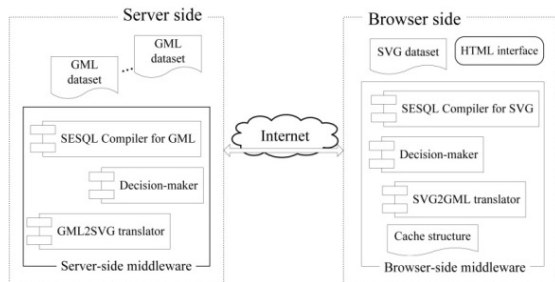 Server side
GML
dataset
GML
dataset
SESQL Compiler for GML
Decision-maker
GML2SVG translator
Server-side middleware
Internet
Browser side
SVG dataset
HTML interface
SESQL Compiler for SVG
Decision-maker
SVG2GML translator
Cache structure
Browser-side middleware